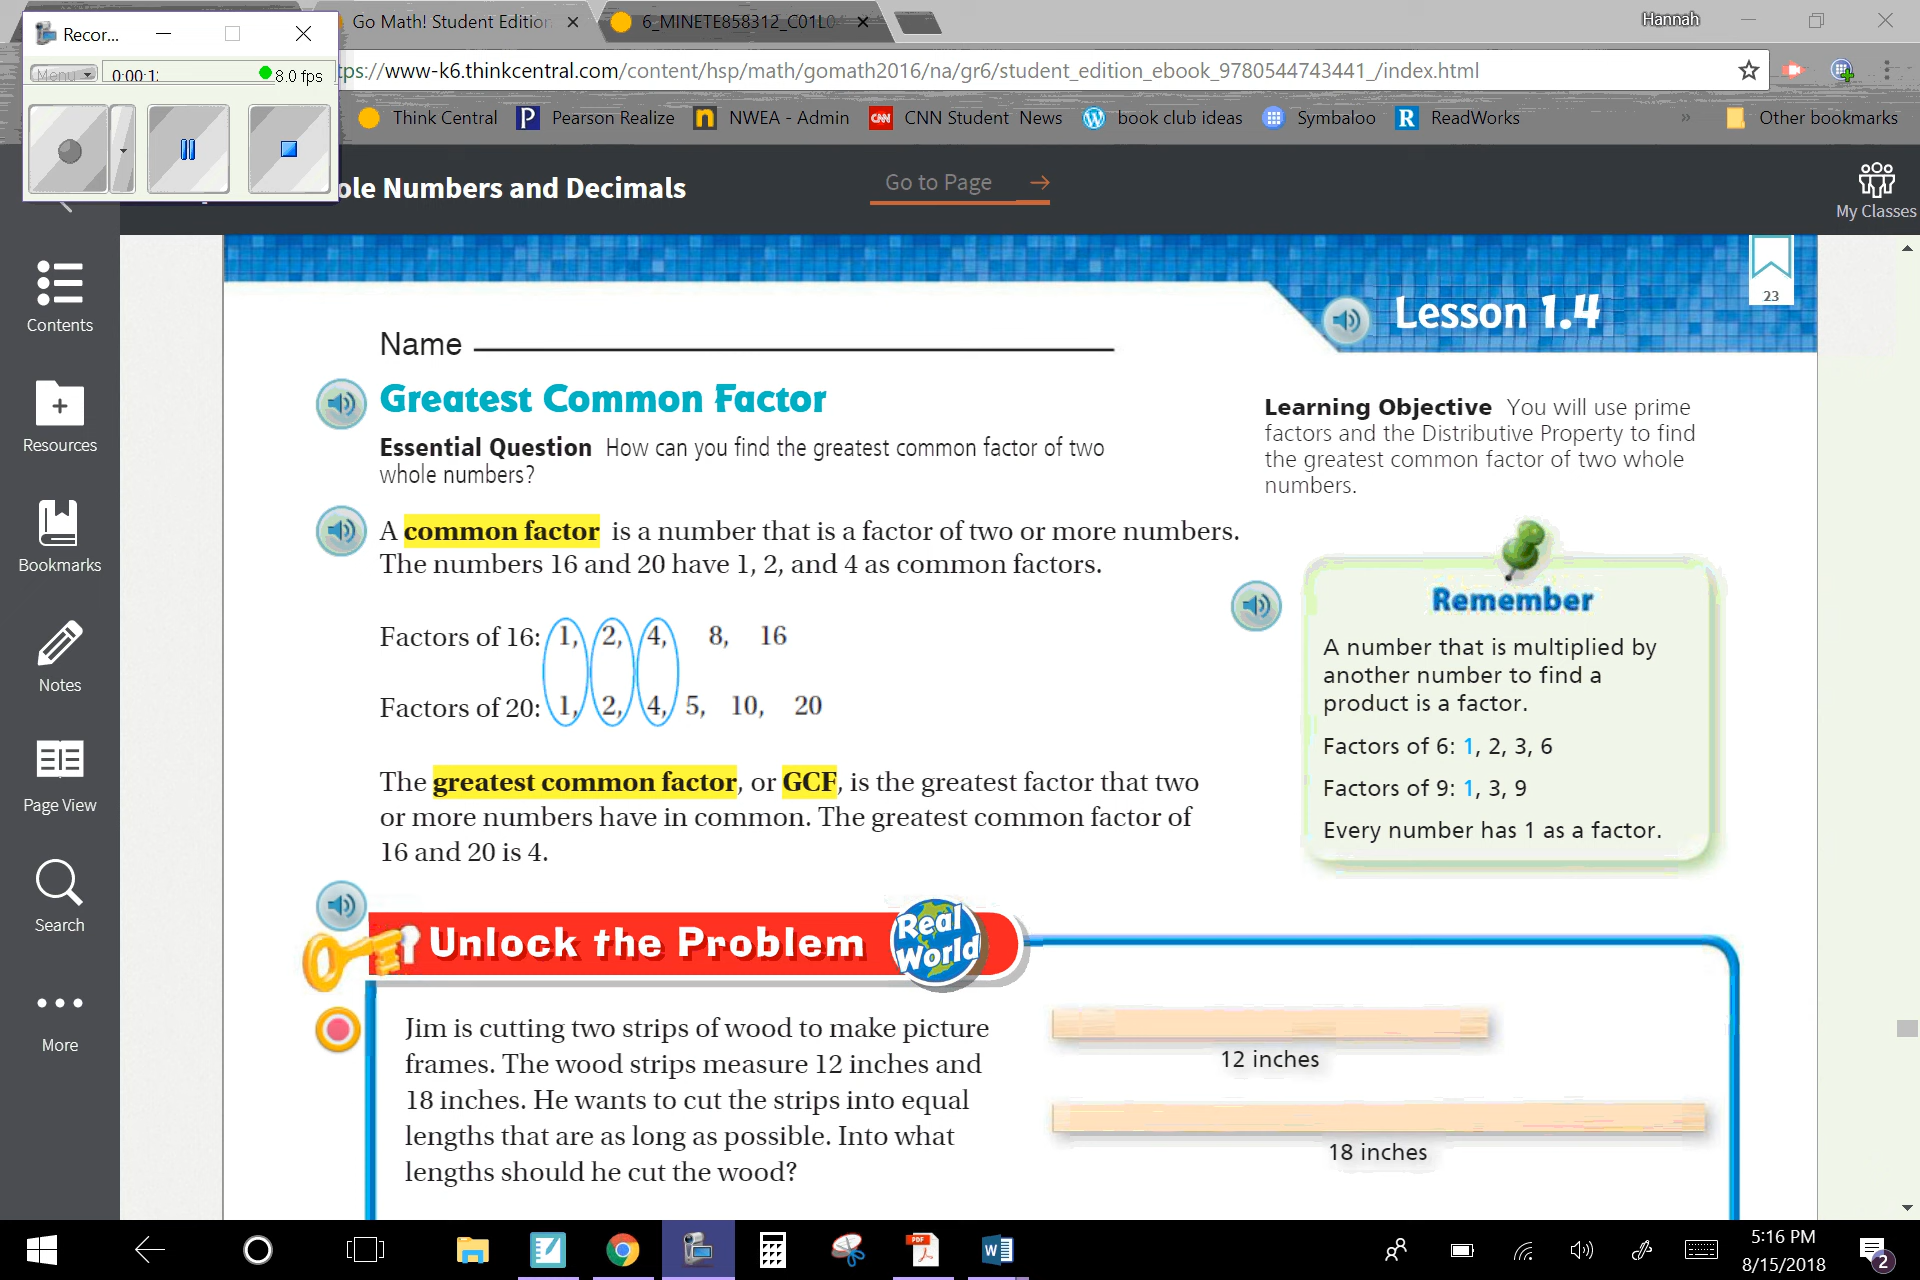 Recor...
Menu
0:00:1
8.0 fps
Go Math! Student Edition
6_MINETE858312_C01L0
Hannah
tps://www-k6.thinkcentral.com/content/hsp/math/gomath2016/na/gr6/student_edition_ebook_9780544743441_/index.html
Think Central
Pearson Realize
NWEA - Admin
CNN Student News
book club ideas
Symbaloo
ReadWorks
»
Other bookmarks
ole Numbers and Decimals
Go to Page →
My Classes
Contents
Resources
Bookmarks
Notes
Page View
Search
More
23
Lesson 1.4
Name
Greatest Common Factor
Essential Question How can you find the greatest common factor of two
whole numbers?
Learning Objective You will use prime
factors and the Distributive Property to find
the greatest common factor of two whole
numbers.
A common factor is a number that is a factor of two or more numbers.
The numbers 16 and 20 have 1, 2, and 4 as common factors.
Factors of 16: 1, 2, 4, 8, 16
Factors of 20: 1, 2, 4, 5, 10, 20
The greatest common factor, or GCF, is the greatest factor that two
or more numbers have in common. The greatest common factor of
16 and 20 is 4.
Remember
A number that is multiplied by
another number to find a
product is a factor.
Factors of 6: 1, 2, 3, 6
Factors of 9: 1, 3, 9
Every number has 1 as a factor.
Unlock the Problem
Real
World
Jim is cutting two strips of wood to make picture
frames. The wood strips measure 12 inches and
18 inches. He wants to cut the strips into equal
lengths that are as long as possible. Into what
lengths should he cut the wood?
12 inches
18 inches
5:16 PM
8/15/2018
2